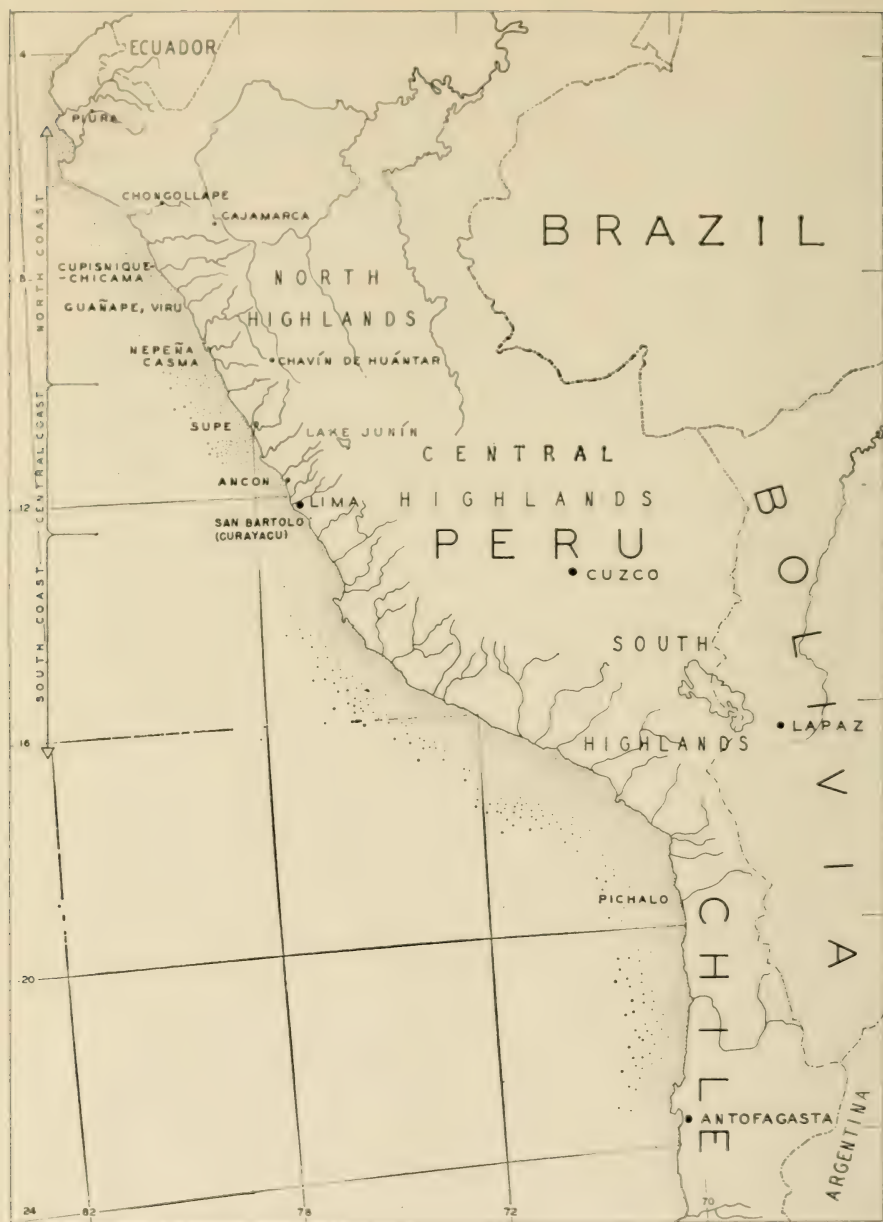 4
ECUADOR
PIURA
CHONGOLLAPE
CAJAMARCA
BRAZIL
NORTH COAST
CUPISNIQUE-
-CHICAMA
8
NORTH
HIGHLANDS
GUAÑAPE, VIRU
NEPEÑA
CASMA
CHAVÍN DE HUÁNTAR
CENTRAL COAST
SUPE
LAKE JUNÍN
CENTRAL
HIGHLANDS
ANCON
12
LIMA
SAN BARTOLO
(CURAYACU)
PERU
CUZCO
BOLIVIA
SOUTH COAST
SOUTH
HIGHLANDS
LAPAZ
16
PICHALO
CHILE
20
ANTOFAGASTA
ARGENTINA
24
82
78
72
70